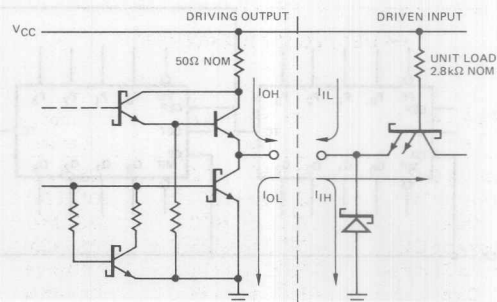 DRIVING OUTPUT
DRIVEN INPUT
VCC
50Ω NOM
UNIT LOAD
2.8kΩ NOM
IOH
IIL
IOL
IIH